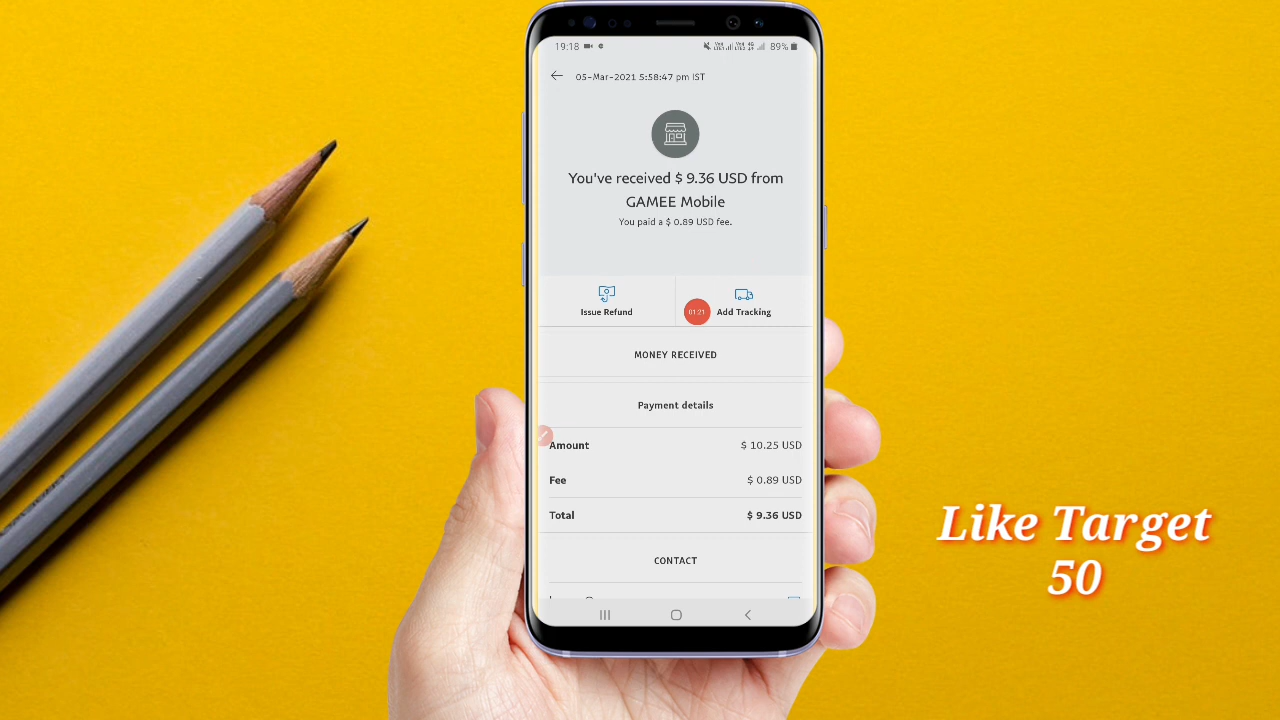 19:18
89%
05-Mar-2021 5:58:47 pm IST
You've received $ 9.36 USD from
GAMEE Mobile
You paid a $ 0.89 USD fee.
Issue Refund
01:21
Add Tracking
MONEY RECEIVED
Payment details
Amount $ 10.25 USD
Fee $ 0.89 USD
Total $ 9.36 USD
CONTACT
Like Target
50